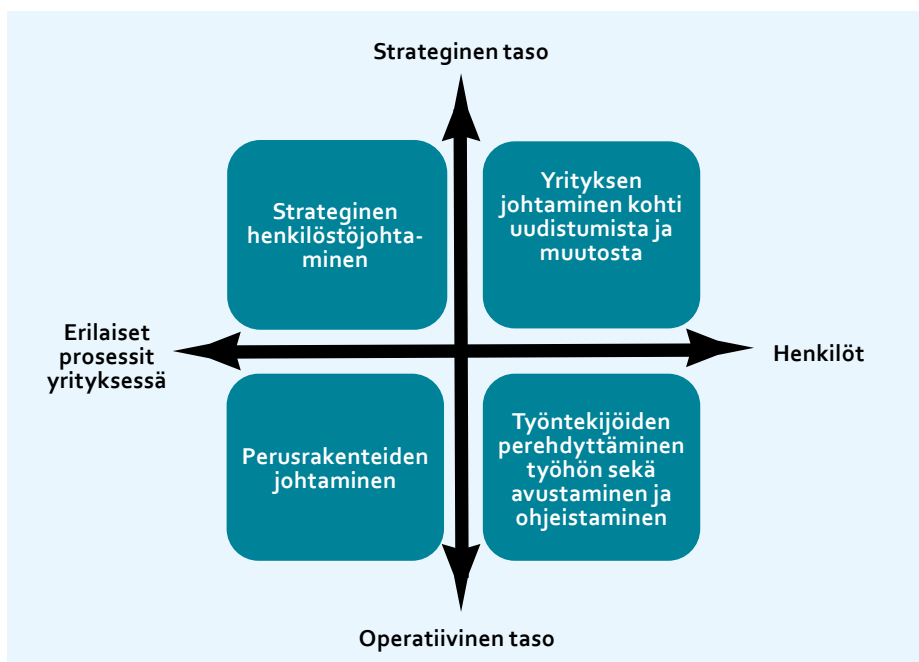 Strateginen taso
Strateginen
henkilöstöjohta-
minen
Yrityksen
johtaminen kohti
uudistumista ja
muutosta
Erilaiset
prosessit
yrityksessä
Henkilöt
Perusrakenteiden
johtaminen
Työntekijöiden
perehdyttäminen
työhön sekä
avustaminen ja
ohjeistaminen
Operatiivinen taso